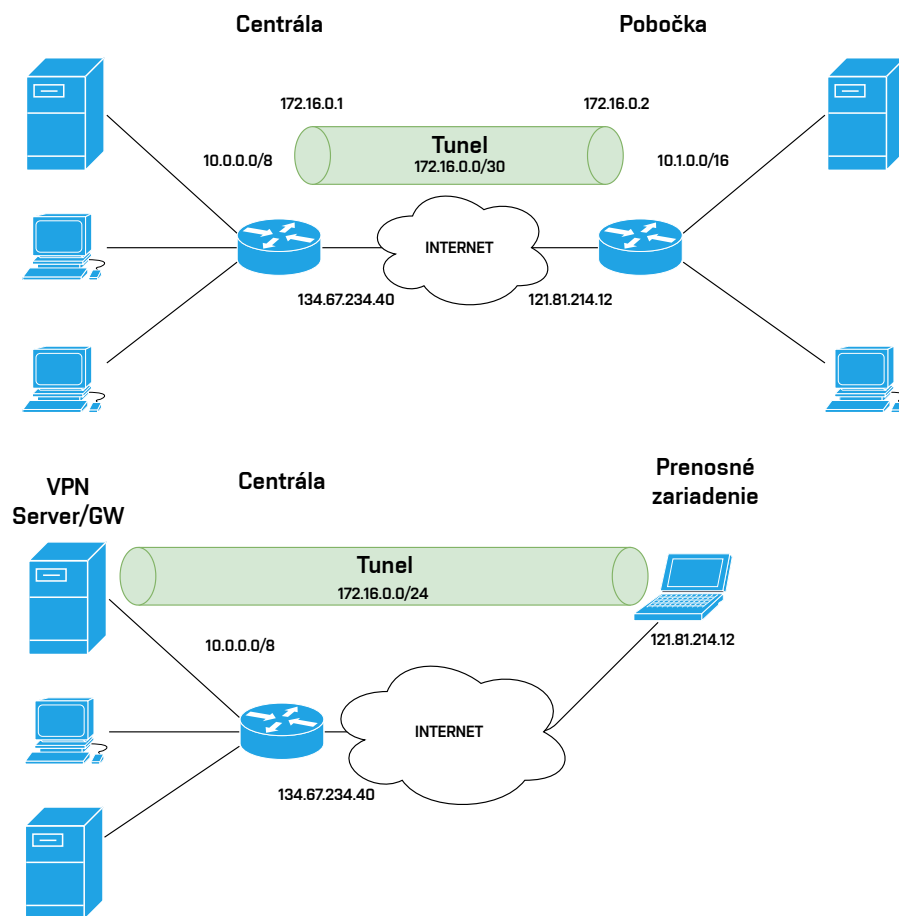 Centrála
Pobočka
172.16.0.1
172.16.0.2
Tunel
10.0.0.0/8
172.16.0.0/30
10.1.0.0/16
INTERNET
134.67.234.40
121.81.214.12
Prenosné
zariadenie
VPN
Server/GW
Centrála
Tunel
172.16.0.0/24
10.0.0.0/8
121.81.214.12
INTERNET
134.67.234.40